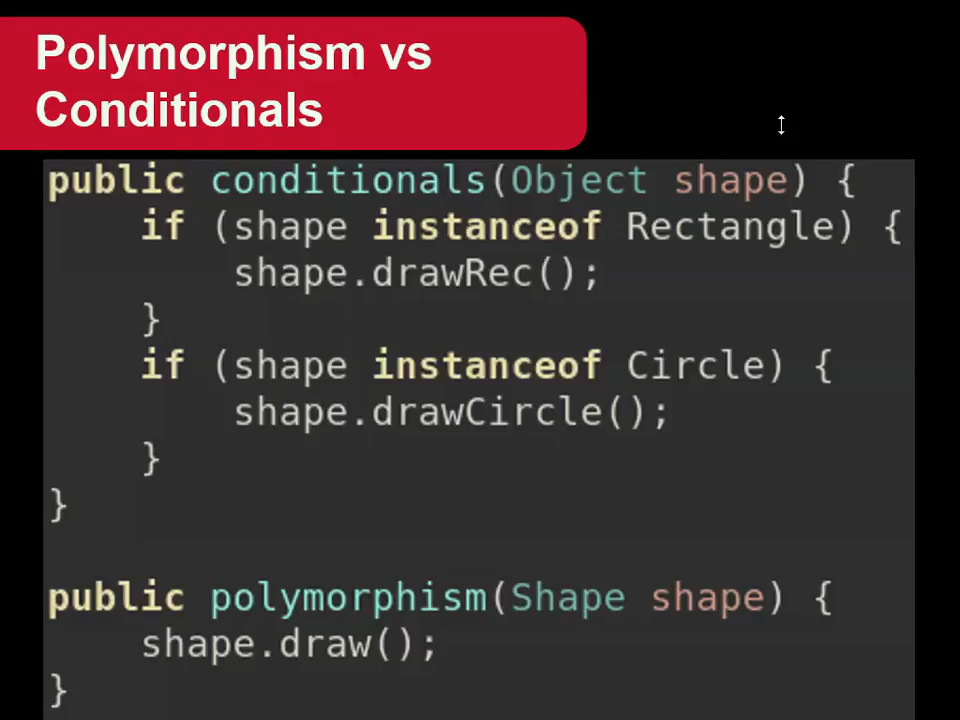 Polymorphism vs
Conditionals
public conditionals(Object shape) {
    if (shape instanceof Rectangle) {
        shape.drawRec();
    }
    if (shape instanceof Circle) {
        shape.drawCircle();
    }
}

public polymorphism(Shape shape) {
    shape.draw();
}